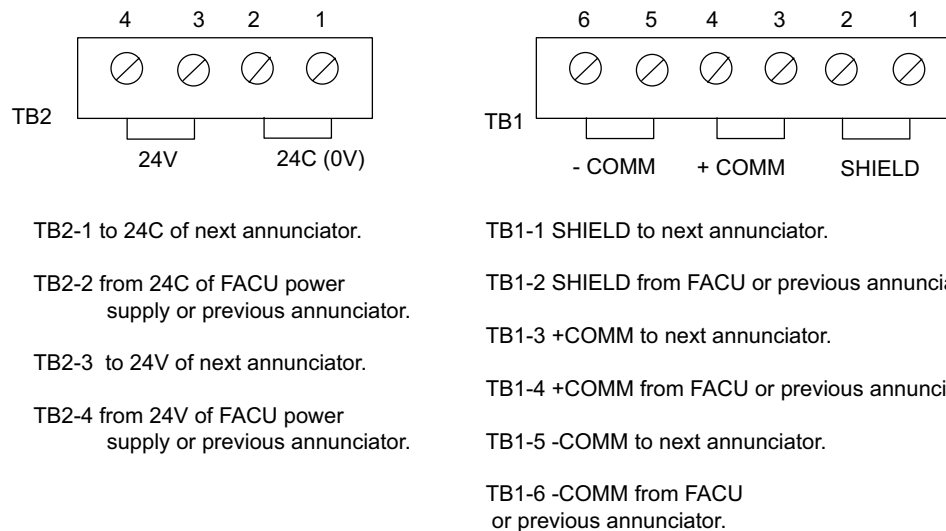 4 3 2 1
TB2
24V 24C (0V)
TB2-1 to 24C of next annunciator.
TB2-2 from 24C of FACU power
supply or previous annunciator.
TB2-3 to 24V of next annunciator.
TB2-4 from 24V of FACU power
supply or previous annunciator.
6 5 4 3 2 1
TB1
- COMM + COMM SHIELD
TB1-1 SHIELD to next annunciator.
TB1-2 SHIELD from FACU or previous
TB1-3 +COMM to next annunciator.
TB1-4 +COMM from FACU or previous
TB1-5 -COMM to next annunciator.
TB1-6 -COMM from FACU
or previous annunciator.